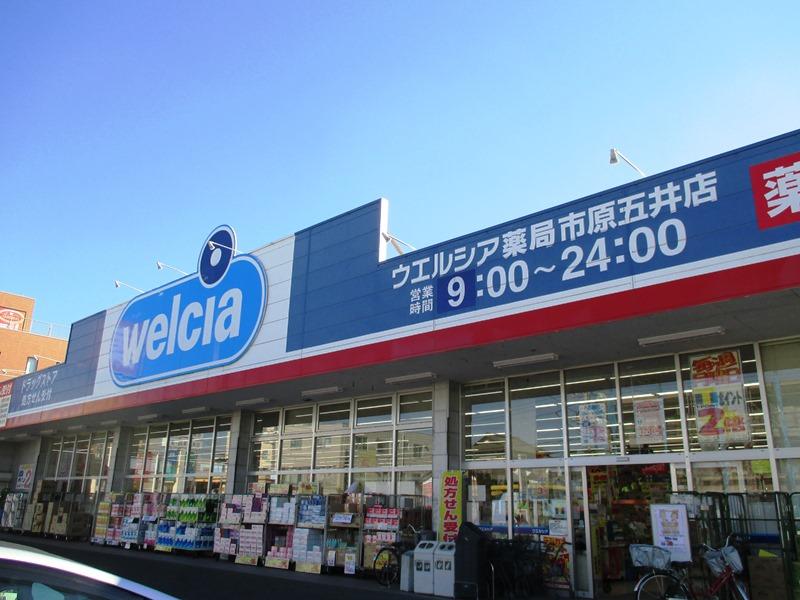 welcia
ウエルシア薬局市原五井店
営業時間
9:00～24:00
薬
ドラッグストア
処方せん受付
処方せん受付
ポイント
2倍